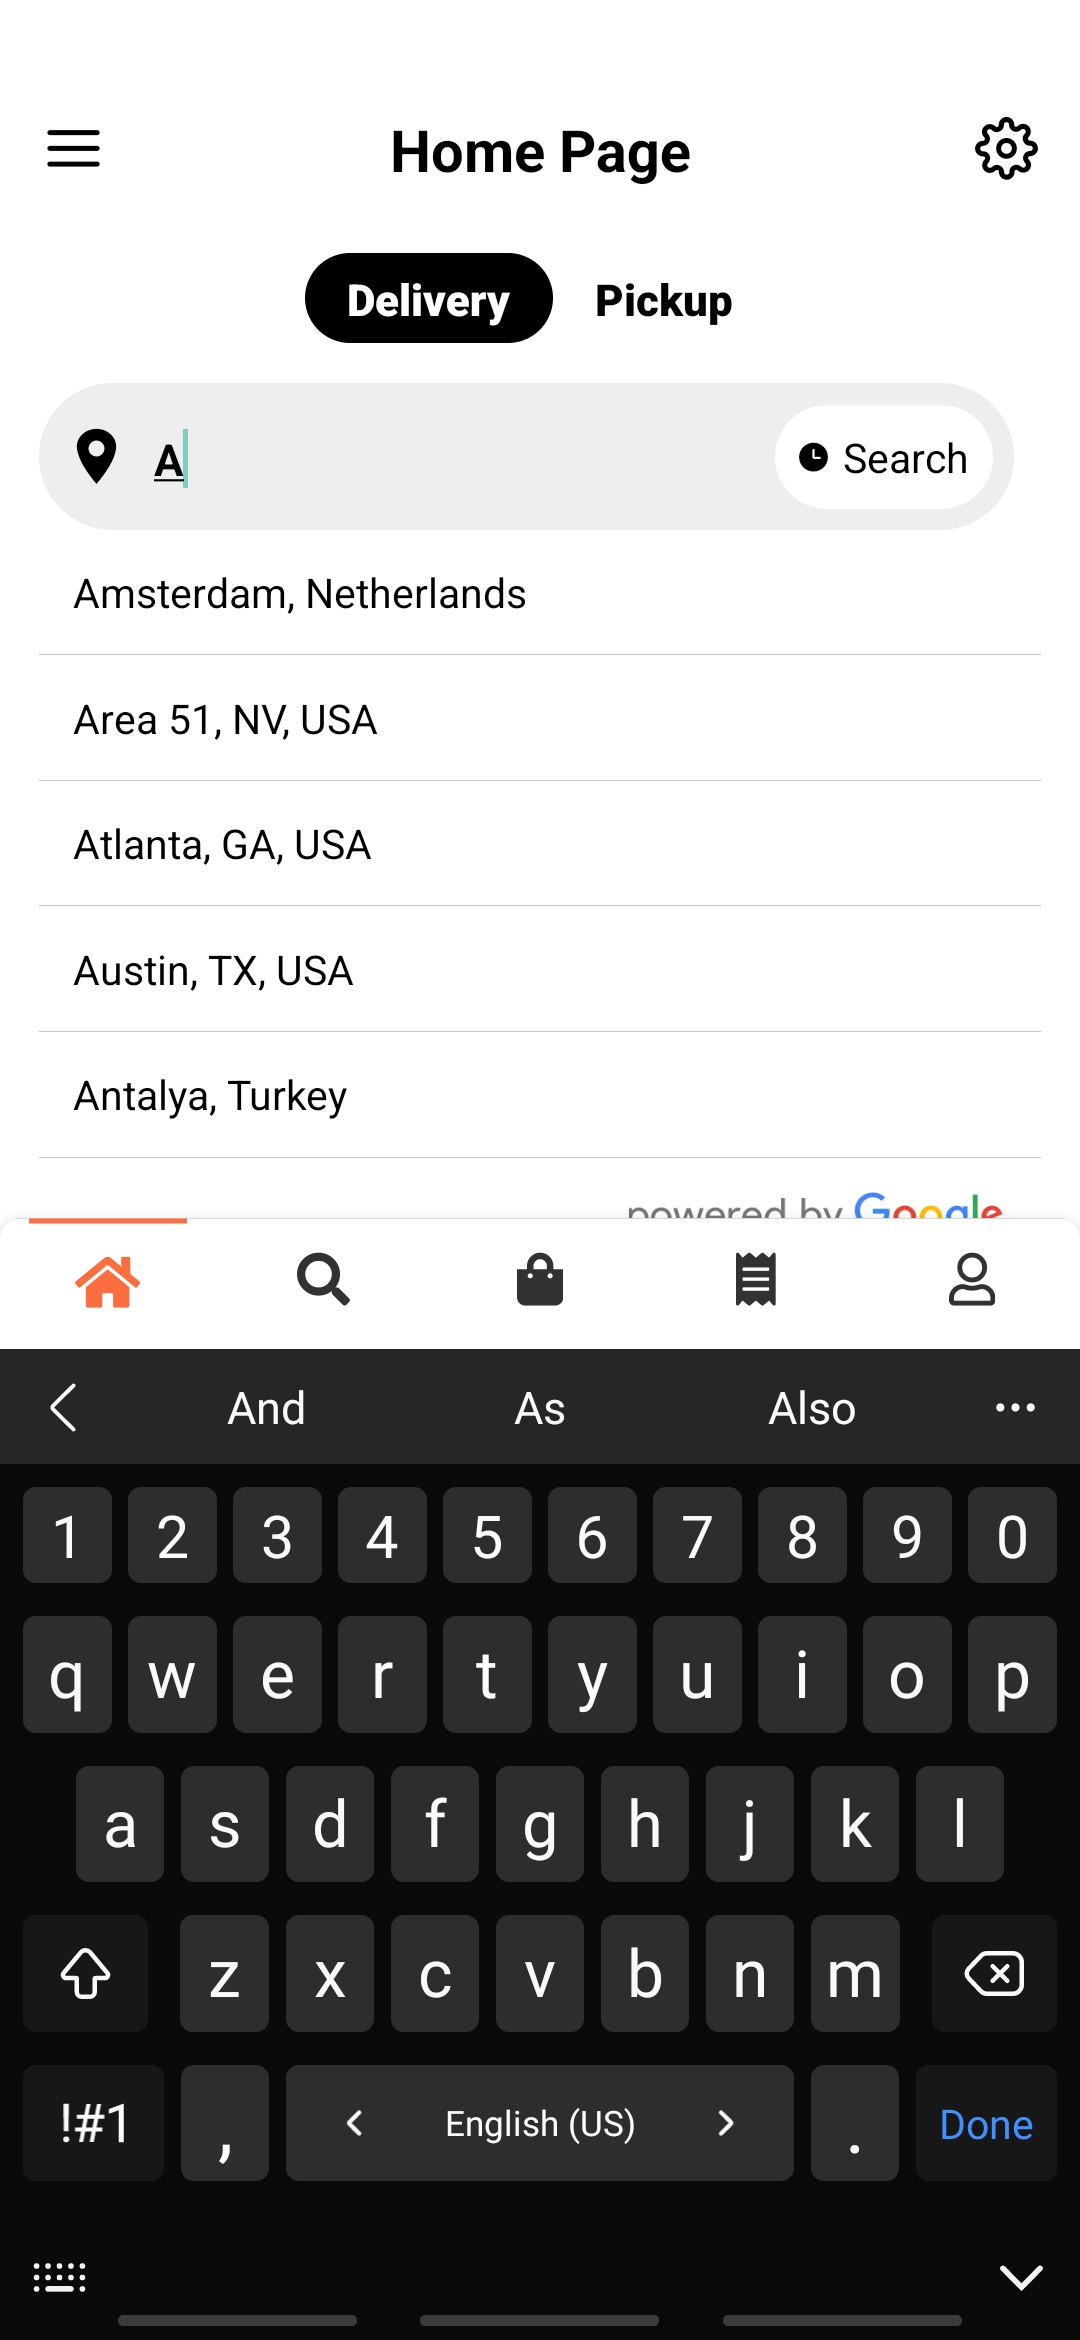 Home Page
Delivery Pickup
A Search
Amsterdam, Netherlands
Area 51, NV, USA
Atlanta, GA, USA
Austin, TX, USA
Antalya, Turkey
powered by Google
And As Also
1 2 3 4 5 6 7 8 9 0
q w e r t y u i o p
a s d f g h j k l
z x c v b n m
!#1 , English (US) . Done